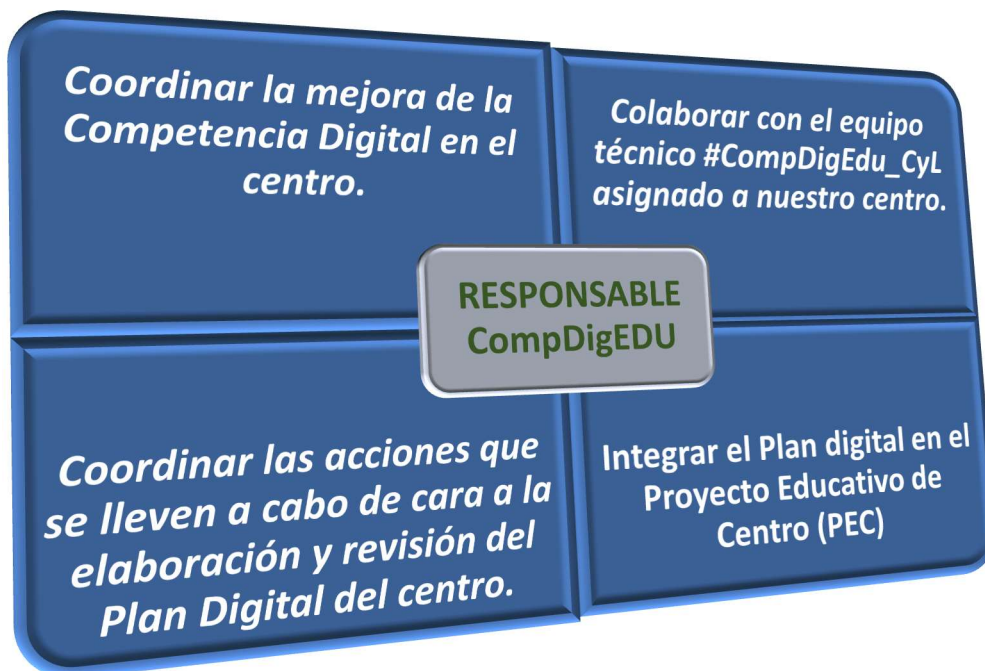 Coordinar la mejora de la
Competencia Digital en el
centro.
Colaborar con el equipo
técnico #CompDigEdu_CyL
asignado a nuestro centro.
RESPONSABLE
CompDigEDU
Coordinar las acciones que
se lleven a cabo de cara a la
elaboración y revisión del
Plan Digital del centro.
Integrar el Plan digital en el
Proyecto Educativo de
Centro (PEC)